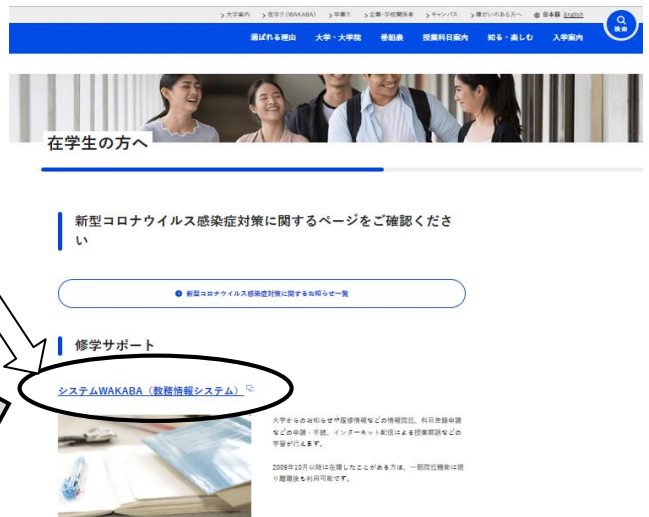 >大学案内 >在学生(WAKABA) >卒業生 >企業・学校関係者 >キャンパス >障がいのある方へ 日本語 English
選ばれる理由 大学・大学院 番組表 授業科目案内 知る・楽しむ 入学案内 検索
在学生の方へ
新型コロナウイルス感染症対策に関するページをご確認くださ
い
新型コロナウイルス感染症対策に関するお知らせ一覧
修学サポート
システムWAKABA（教務情報システム）
大学からのお知らせや履修情報などの情報閲覧、科目登録申請
などの申請・手続、インターネット配信による授業視聴などの
学習が行えます。
2009年10月以降に在籍したことがある方は、一部閲覧機能に限
り離籍後も利用可能です。